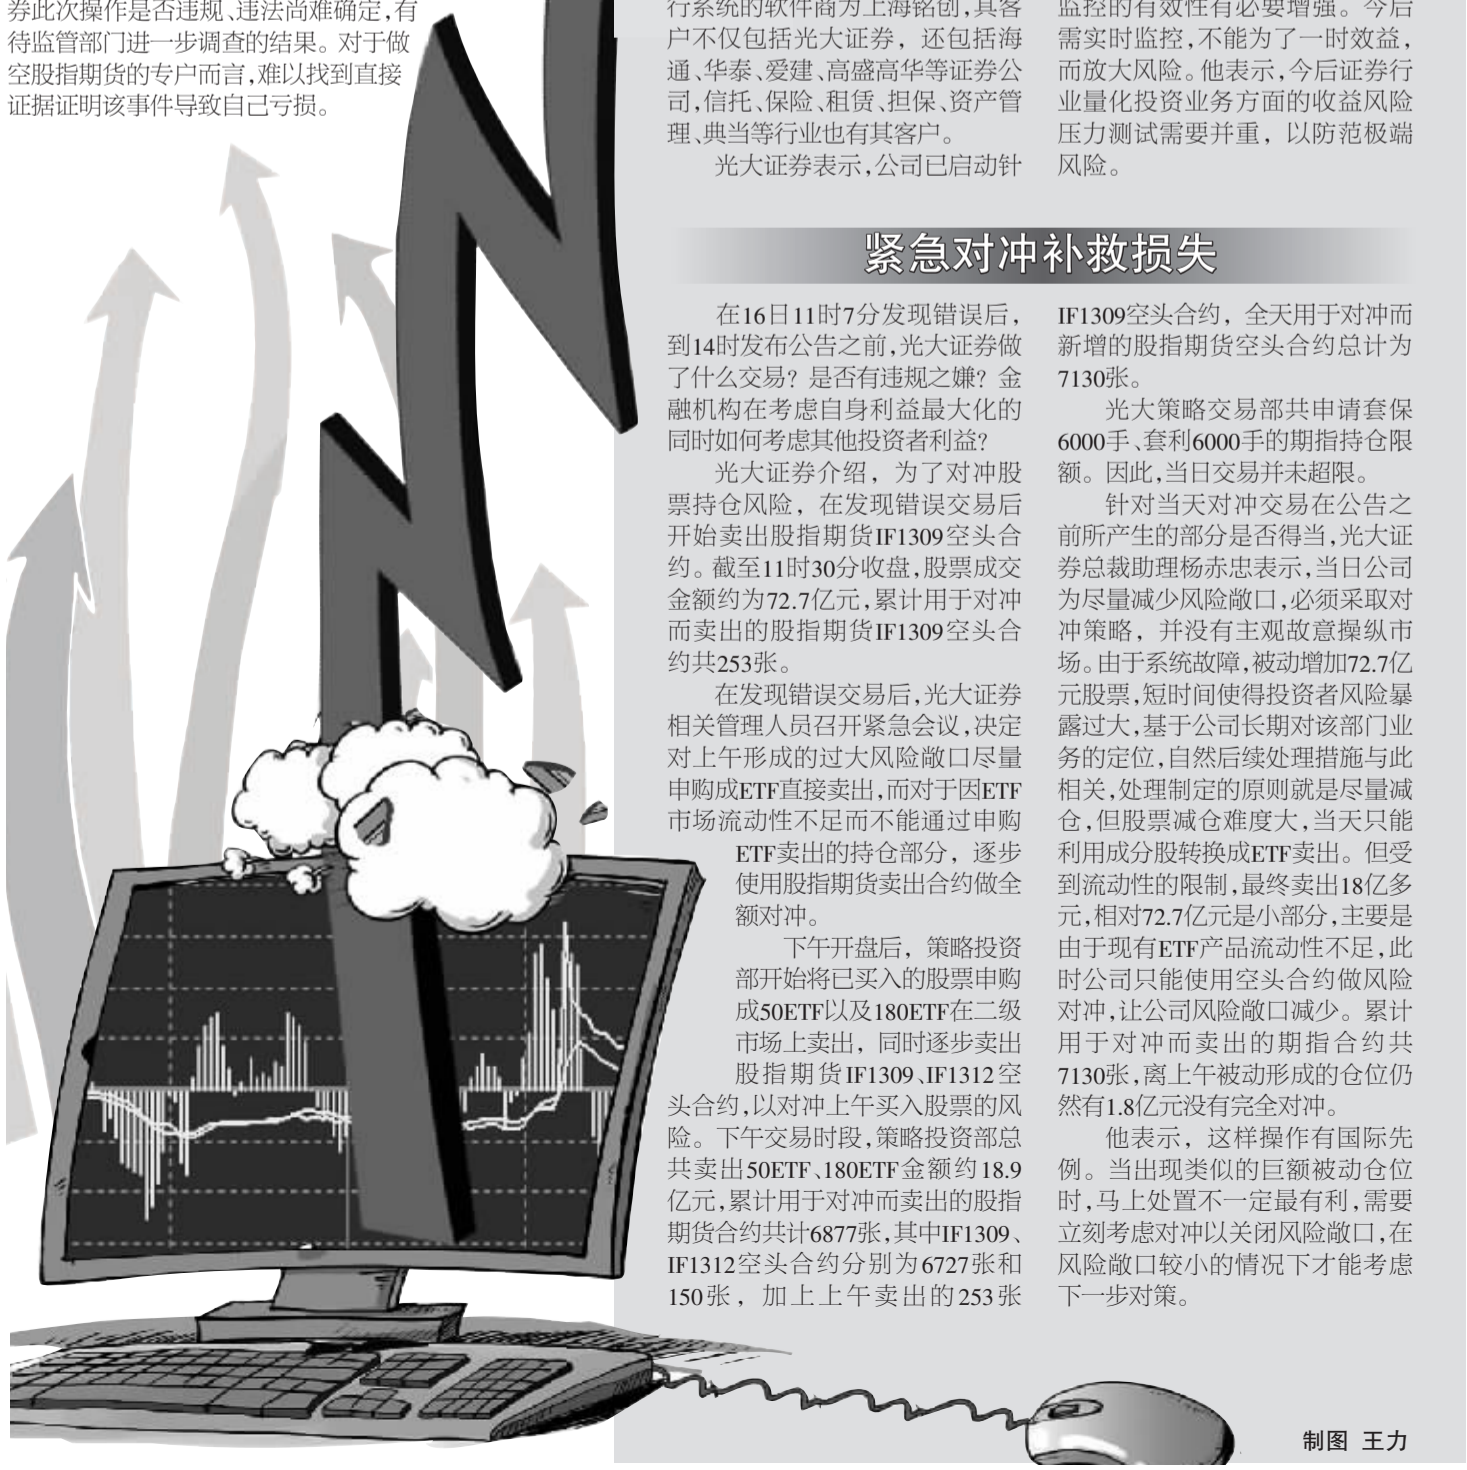 券此次操作是否违规、违法尚难确定,有
待监管部门进一步调查的结果。对于做
空股指期货的专户而言,难以找到直接
证据证明该事件导致自己亏损。
行系统的软件商为上海铭创,其客
户不仅包括光大证券，还包括海
通、华泰、爱建、高盛高华等证券公
司,信托、保险、租赁、担保、资产管
理、典当等行业也有其客户。
光大证券表示,公司已启动针
监控的有效性有必要增强。今后
需实时监控,不能为了一时效益，
而放大风险。他表示,今后证券行
业量化投资业务方面的收益风险
压力测试需要并重，以防范极端
风险。
紧急对冲补救损失
在16日11时7分发现错误后，
到14时发布公告之前,光大证券做
了什么交易？是否有违规之嫌？金
融机构在考虑自身利益最大化的
同时如何考虑其他投资者利益?
光大证券介绍，为了对冲股
票持仓风险，在发现错误交易后
开始卖出股指期货IF1309空头合
约。截至11时30分收盘,股票成交
金额约为72.7亿元,累计用于对冲
而卖出的股指期货IF1309空头合
约共253张。
在发现错误交易后,光大证券
相关管理人员召开紧急会议,决定
对上午形成的过大风险敞口尽量
申购成ETF直接卖出,而对于因ETF
市场流动性不足而不能通过申购
ETF卖出的持仓部分，逐步
使用股指期货卖出合约做全
额对冲。
下午开盘后，策略投资
部开始将已买入的股票申购
成50ETF以及180ETF在二级
市场上卖出，同时逐步卖出
股指期货IF1309、IF1312空
头合约,以对冲上午买入股票的风
险。下午交易时段,策略投资部总
共卖出50ETF、180ETF金额约18.9
亿元,累计用于对冲而卖出的股指
期货合约共计6877张,其中IF1309、
IF1312空头合约分别为6727张和
150张，加上上午卖出的253张
IF1309空头合约，全天用于对冲而
新增的股指期货空头合约总计为
7130张。
光大策略交易部共申请套保
6000手、套利6000手的期指持仓限
额。因此,当日交易并未超限。
针对当天对冲交易在公告之
前所产生的部分是否得当,光大证
券总裁助理杨赤忠表示,当日公司
为尽量减少风险敞口,必须采取对
冲策略，并没有主观故意操纵市
场。由于系统故障,被动增加72.7亿
元股票,短时间使得投资者风险暴
露过大,基于公司长期对该部门业
务的定位,自然后续处理措施与此
相关,处理制定的原则就是尽量减
仓,但股票减仓难度大,当天只能
利用成分股转换成ETF卖出。但受
到流动性的限制,最终卖出18亿多
元,相对72.7亿元是小部分,主要是
由于现有ETF产品流动性不足,此
时公司只能使用空头合约做风险
对冲,让公司风险敞口减少。累计
用于对冲而卖出的期指合约共
7130张,离上午被动形成的仓位仍
然有1.8亿元没有完全对冲。
他表示，这样操作有国际先
例。当出现类似的巨额被动仓位
时,马上处置不一定最有利,需要
立刻考虑对冲以关闭风险敞口,在
风险敞口较小的情况下才能考虑
下一步对策。
制图 王力